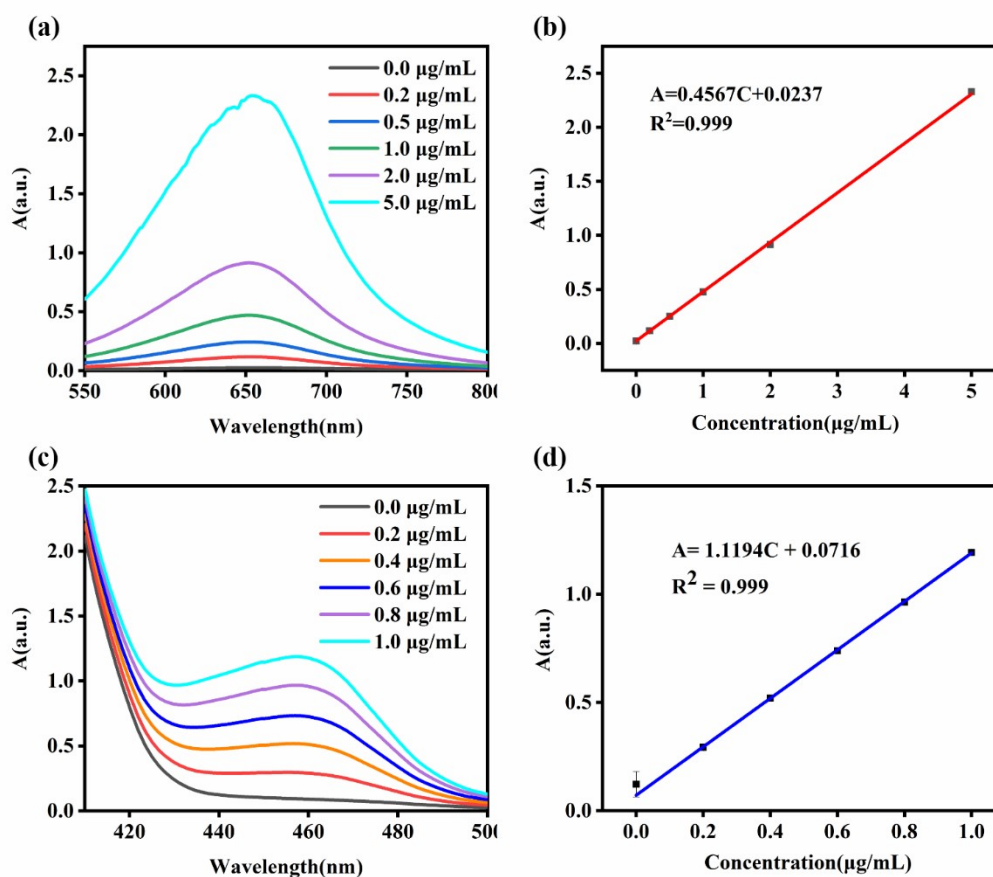 (a)
2.5
2.0
1.5
1.0
0.5
0.0
A(a.u.)
0.0 μg/mL
0.2 μg/mL
0.5 μg/mL
1.0 μg/mL
2.0 μg/mL
5.0 μg/mL
550 600 650 700 750 800
Wavelength(nm)
(b)
2.5
2.0
1.5
1.0
0.5
0.0
A(a.u.)
A=0.4567C+0.0237
R²=0.999
0 1 2 3 4 5
Concentration(μg/mL)
(c)
2.5
2.0
1.5
1.0
0.5
0.0
A(a.u.)
0.0 μg/mL
0.2 μg/mL
0.4 μg/mL
0.6 μg/mL
0.8 μg/mL
1.0 μg/mL
420 440 460 480 500
Wavelength(nm)
(d)
1.5
1.0
0.5
0.0
A(a.u.)
A= 1.1194C + 0.0716
R² = 0.999
0.0 0.2 0.4 0.6 0.8 1.0
Concentration(μg/mL)